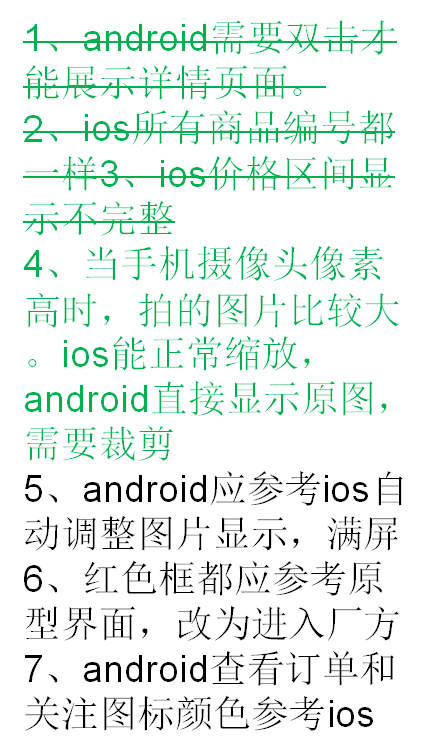 1、android需要双击才
能展示详情页面。
2、ios所有商品编号都
一样3、ios价格区间显
示不完整
4、当手机摄像头像素
高时，拍的图片比较大
。ios能正常缩放，
android直接显示原图，
需要裁剪
5、android应参考ios自
动调整图片显示，满屏
6、红色框都应参考原
型界面，改为进入厂方
7、android查看订单和
关注图标颜色参考ios